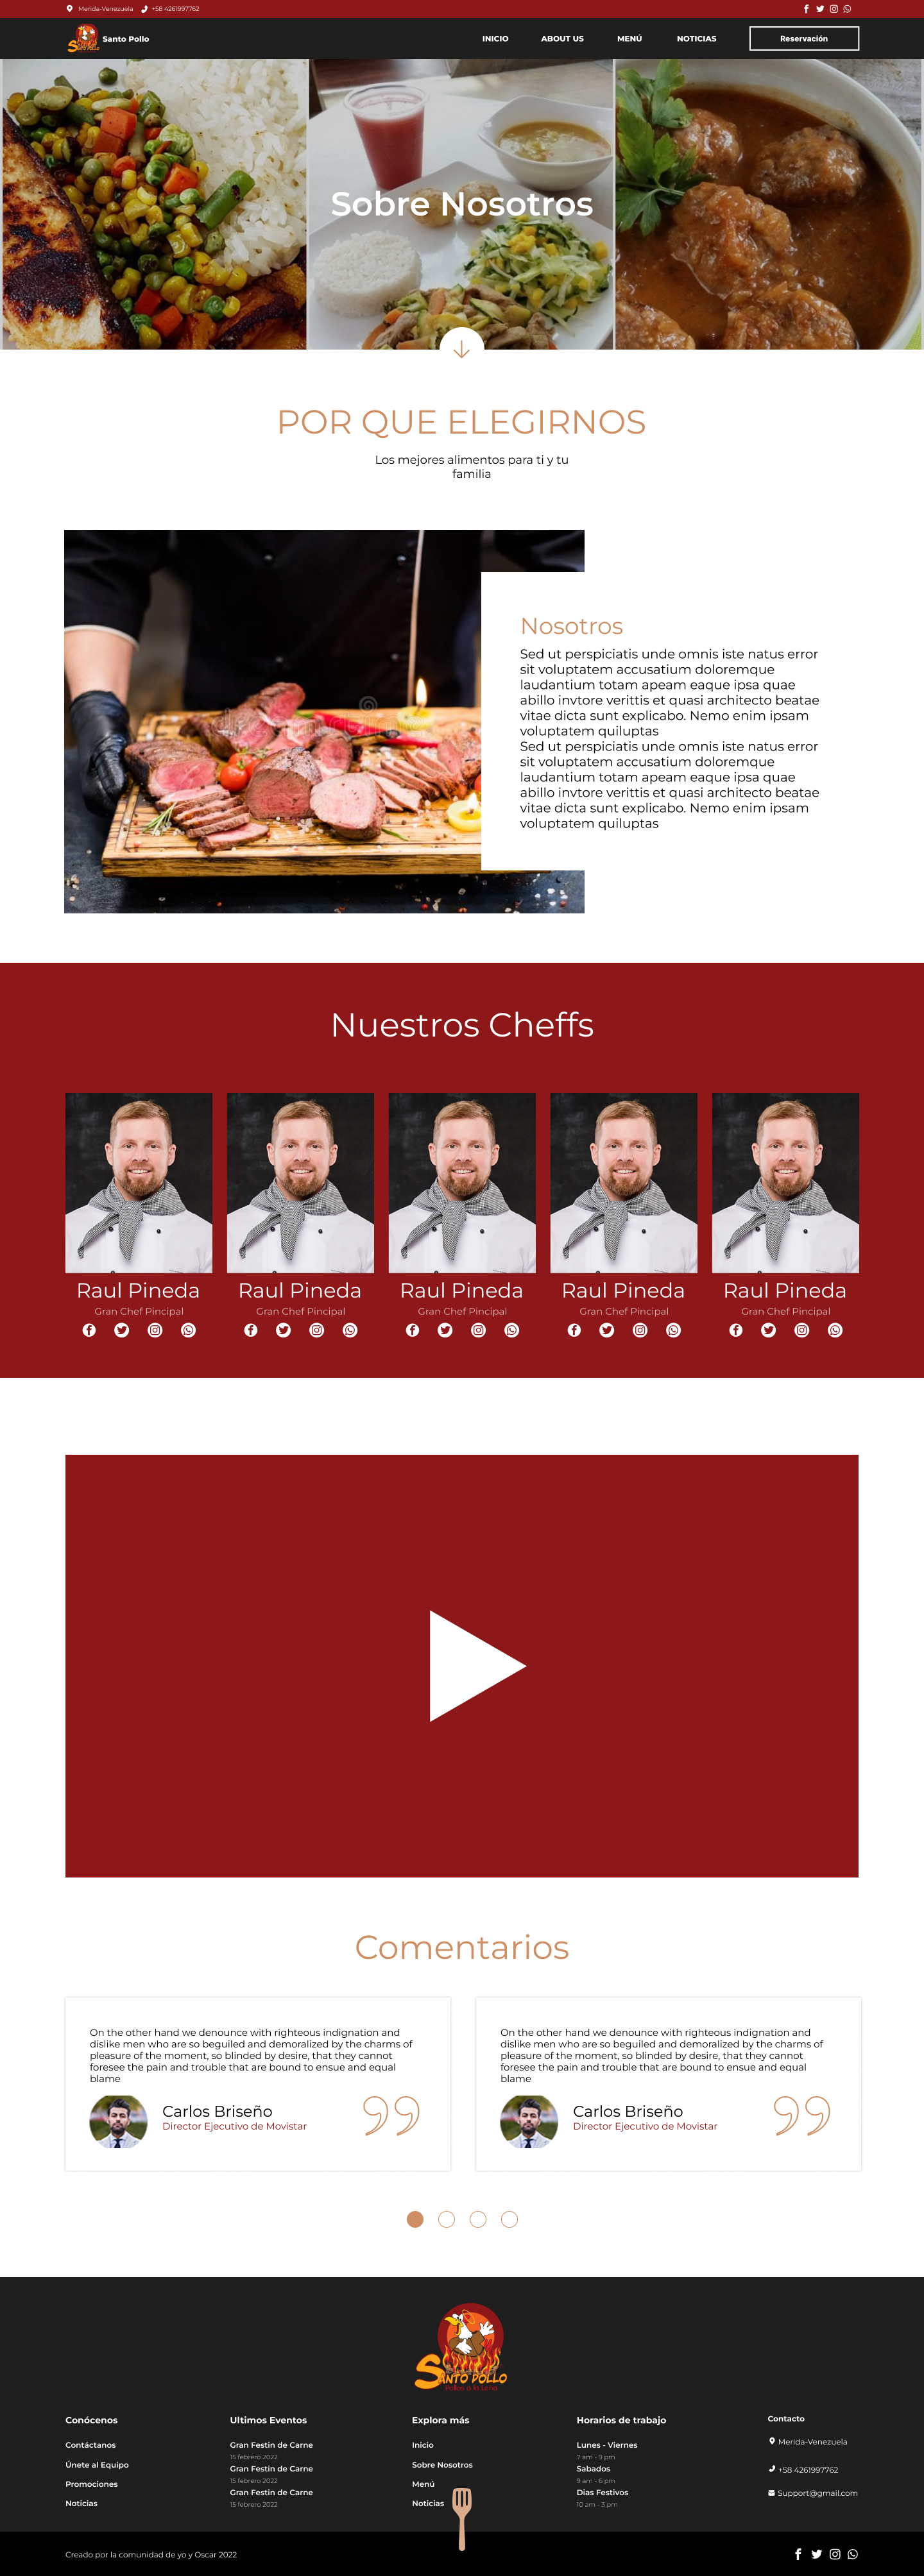 Merida-Venezuela
+58 4261997762
Santo Pollo
INICIO
ABOUT US
MENÚ
NOTICIAS
Reservación
Sobre Nosotros
POR QUE ELEGIRNOS
Los mejores alimentos para ti y tu
familia
Nosotros
Sed ut perspiciatis unde omnis iste natus error
sit voluptatem accusatium doloremque
laudantium totam apeam eaque ipsa quae
abillo invtore verittis et quasi architecto beatae
vitae dicta sunt explicabo. Nemo enim ipsam
voluptatem quiluptas
Sed ut perspiciatis unde omnis iste natus error
sit voluptatem accusatium doloremque
laudantium totam apeam eaque ipsa quae
abillo invtore verittis et quasi architecto beatae
vitae dicta sunt explicabo. Nemo enim ipsam
voluptatem quiluptas
Nuestros Cheffs
Raul Pineda
Gran Chef Pincipal
Raul Pineda
Gran Chef Pincipal
Raul Pineda
Gran Chef Pincipal
Raul Pineda
Gran Chef Pincipal
Raul Pineda
Gran Chef Pincipal
Comentarios
On the other hand we denounce with righteous indignation and
dislike men who are so beguiled and demoralized by the charms of
pleasure of the moment, so blinded by desire, that they cannot
foresee the pain and trouble that are bound to ensue and equal
blame
Carlos Briseño
Director Ejecutivo de Movistar
On the other hand we denounce with righteous indignation and
dislike men who are so beguiled and demoralized by the charms of
pleasure of the moment, so blinded by desire, that they cannot
foresee the pain and trouble that are bound to ensue and equal
blame
Carlos Briseño
Director Ejecutivo de Movistar
SANTO POLLO
Conócenos
Contáctanos
Únete al Equipo
Promociones
Noticias
Ultimos Eventos
Gran Festin de Carne
15 febrero 2022
Gran Festin de Carne
15 febrero 2022
Gran Festin de Carne
15 febrero 2022
Explora más
Inicio
Sobre Nosotros
Menú
Noticias
Horarios de trabajo
Lunes - Viernes
7 am - 9 pm
Sabados
9 am - 6 pm
Dias Festivos
10 am - 3 pm
Contacto
Merida-Venezuela
+58 4261997762
Support@gmail.com
Creado por la comunidad de yo y Oscar 2022